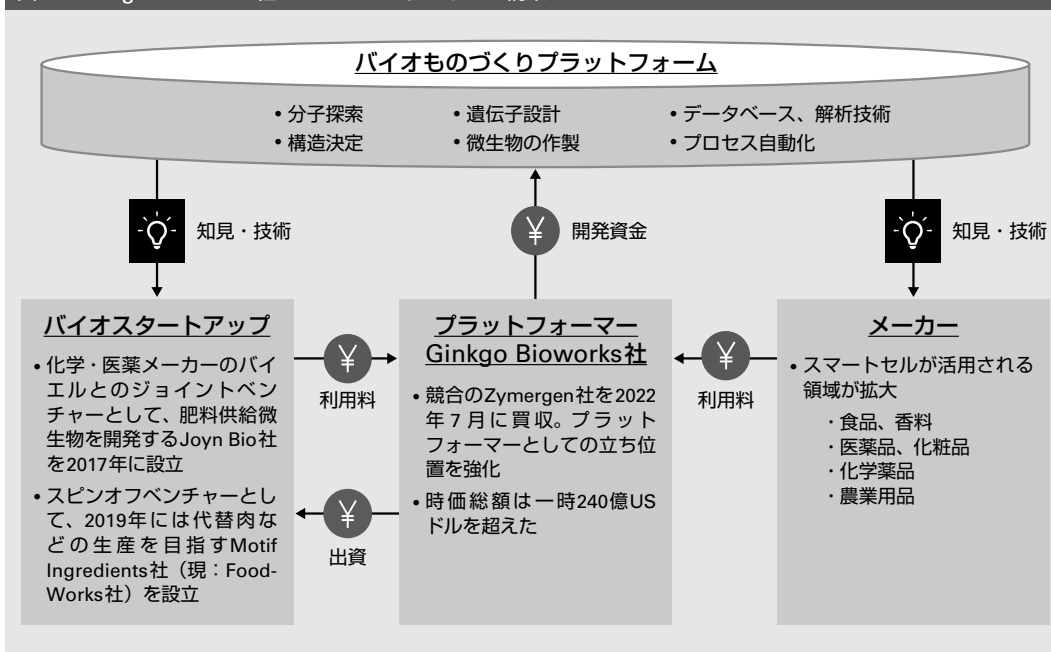 バイオものづくりプラットフォーム
• 分子探索
• 構造決定
• 遺伝子設計
• 微生物の作製
• データベース、解析技術
• プロセス自動化
知見・技術
¥
開発資金
知見・技術
バイオスタートアップ
• 化学・医薬メーカーのバイ
エルとのジョイントベン
チャーとして、肥料供給微
生物を開発するJoyn Bio社
を2017年に設立
• スピンオフベンチャーとし
て、2019年には代替肉な
どの生産を目指すMotif
Ingredients社（現：Food-
Works社）を設立
¥
利用料
¥
出資
プラットフォーマー
Ginkgo Bioworks社
• 競合のZymergen社を2022
年7月に買収。プラット
フォーマーとしての立ち位
置を強化
• 時価総額は一時240億US
ドルを超えた
¥
利用料
メーカー
• スマートセルが活用される
領域が拡大
・食品、香料
・医薬品、化粧品
・化学薬品
・農業用品